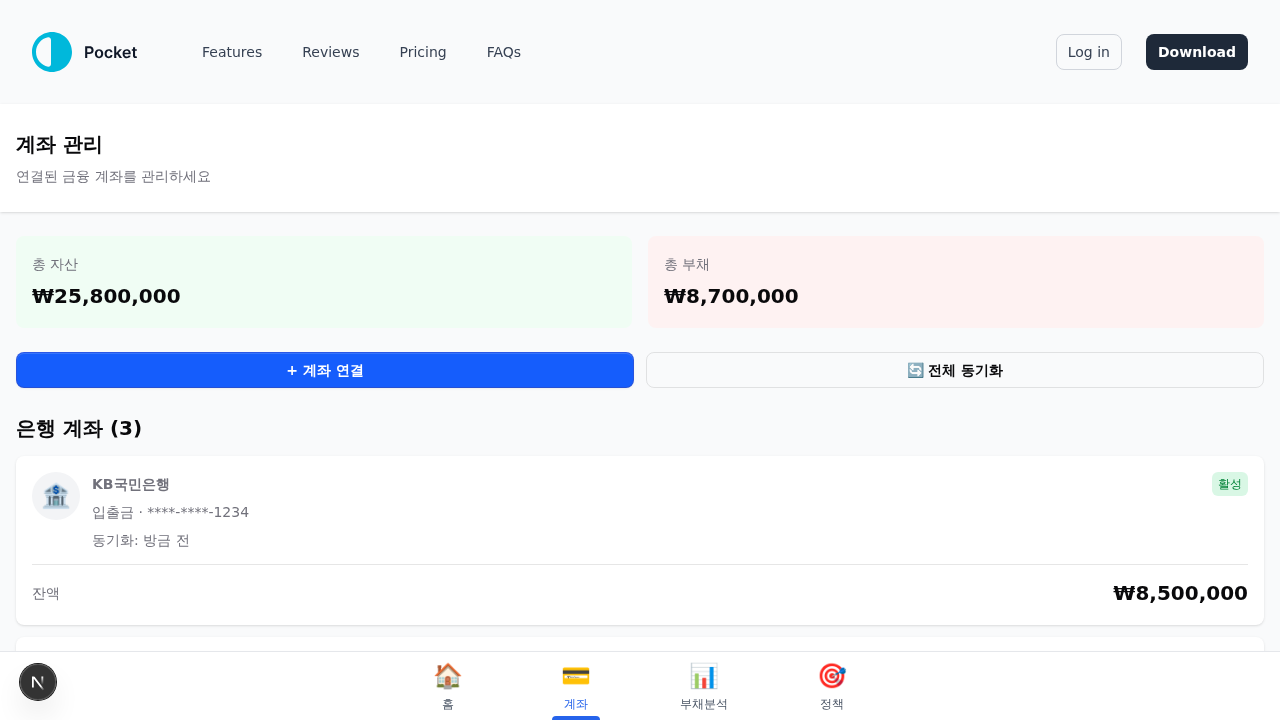 Pocket
Features
Reviews
Pricing
FAQs
Log in
Download
계좌 관리
연결된 금융 계좌를 관리하세요
총 자산
₩25,800,000
총 부채
₩8,700,000
+ 계좌 연결
🔄 전체 동기화
은행 계좌 (3)
KB국민은행
활성
입출금 · ****-****-1234
동기화: 방금 전
잔액
₩8,500,000
N
홈
계좌
부채분석
정책